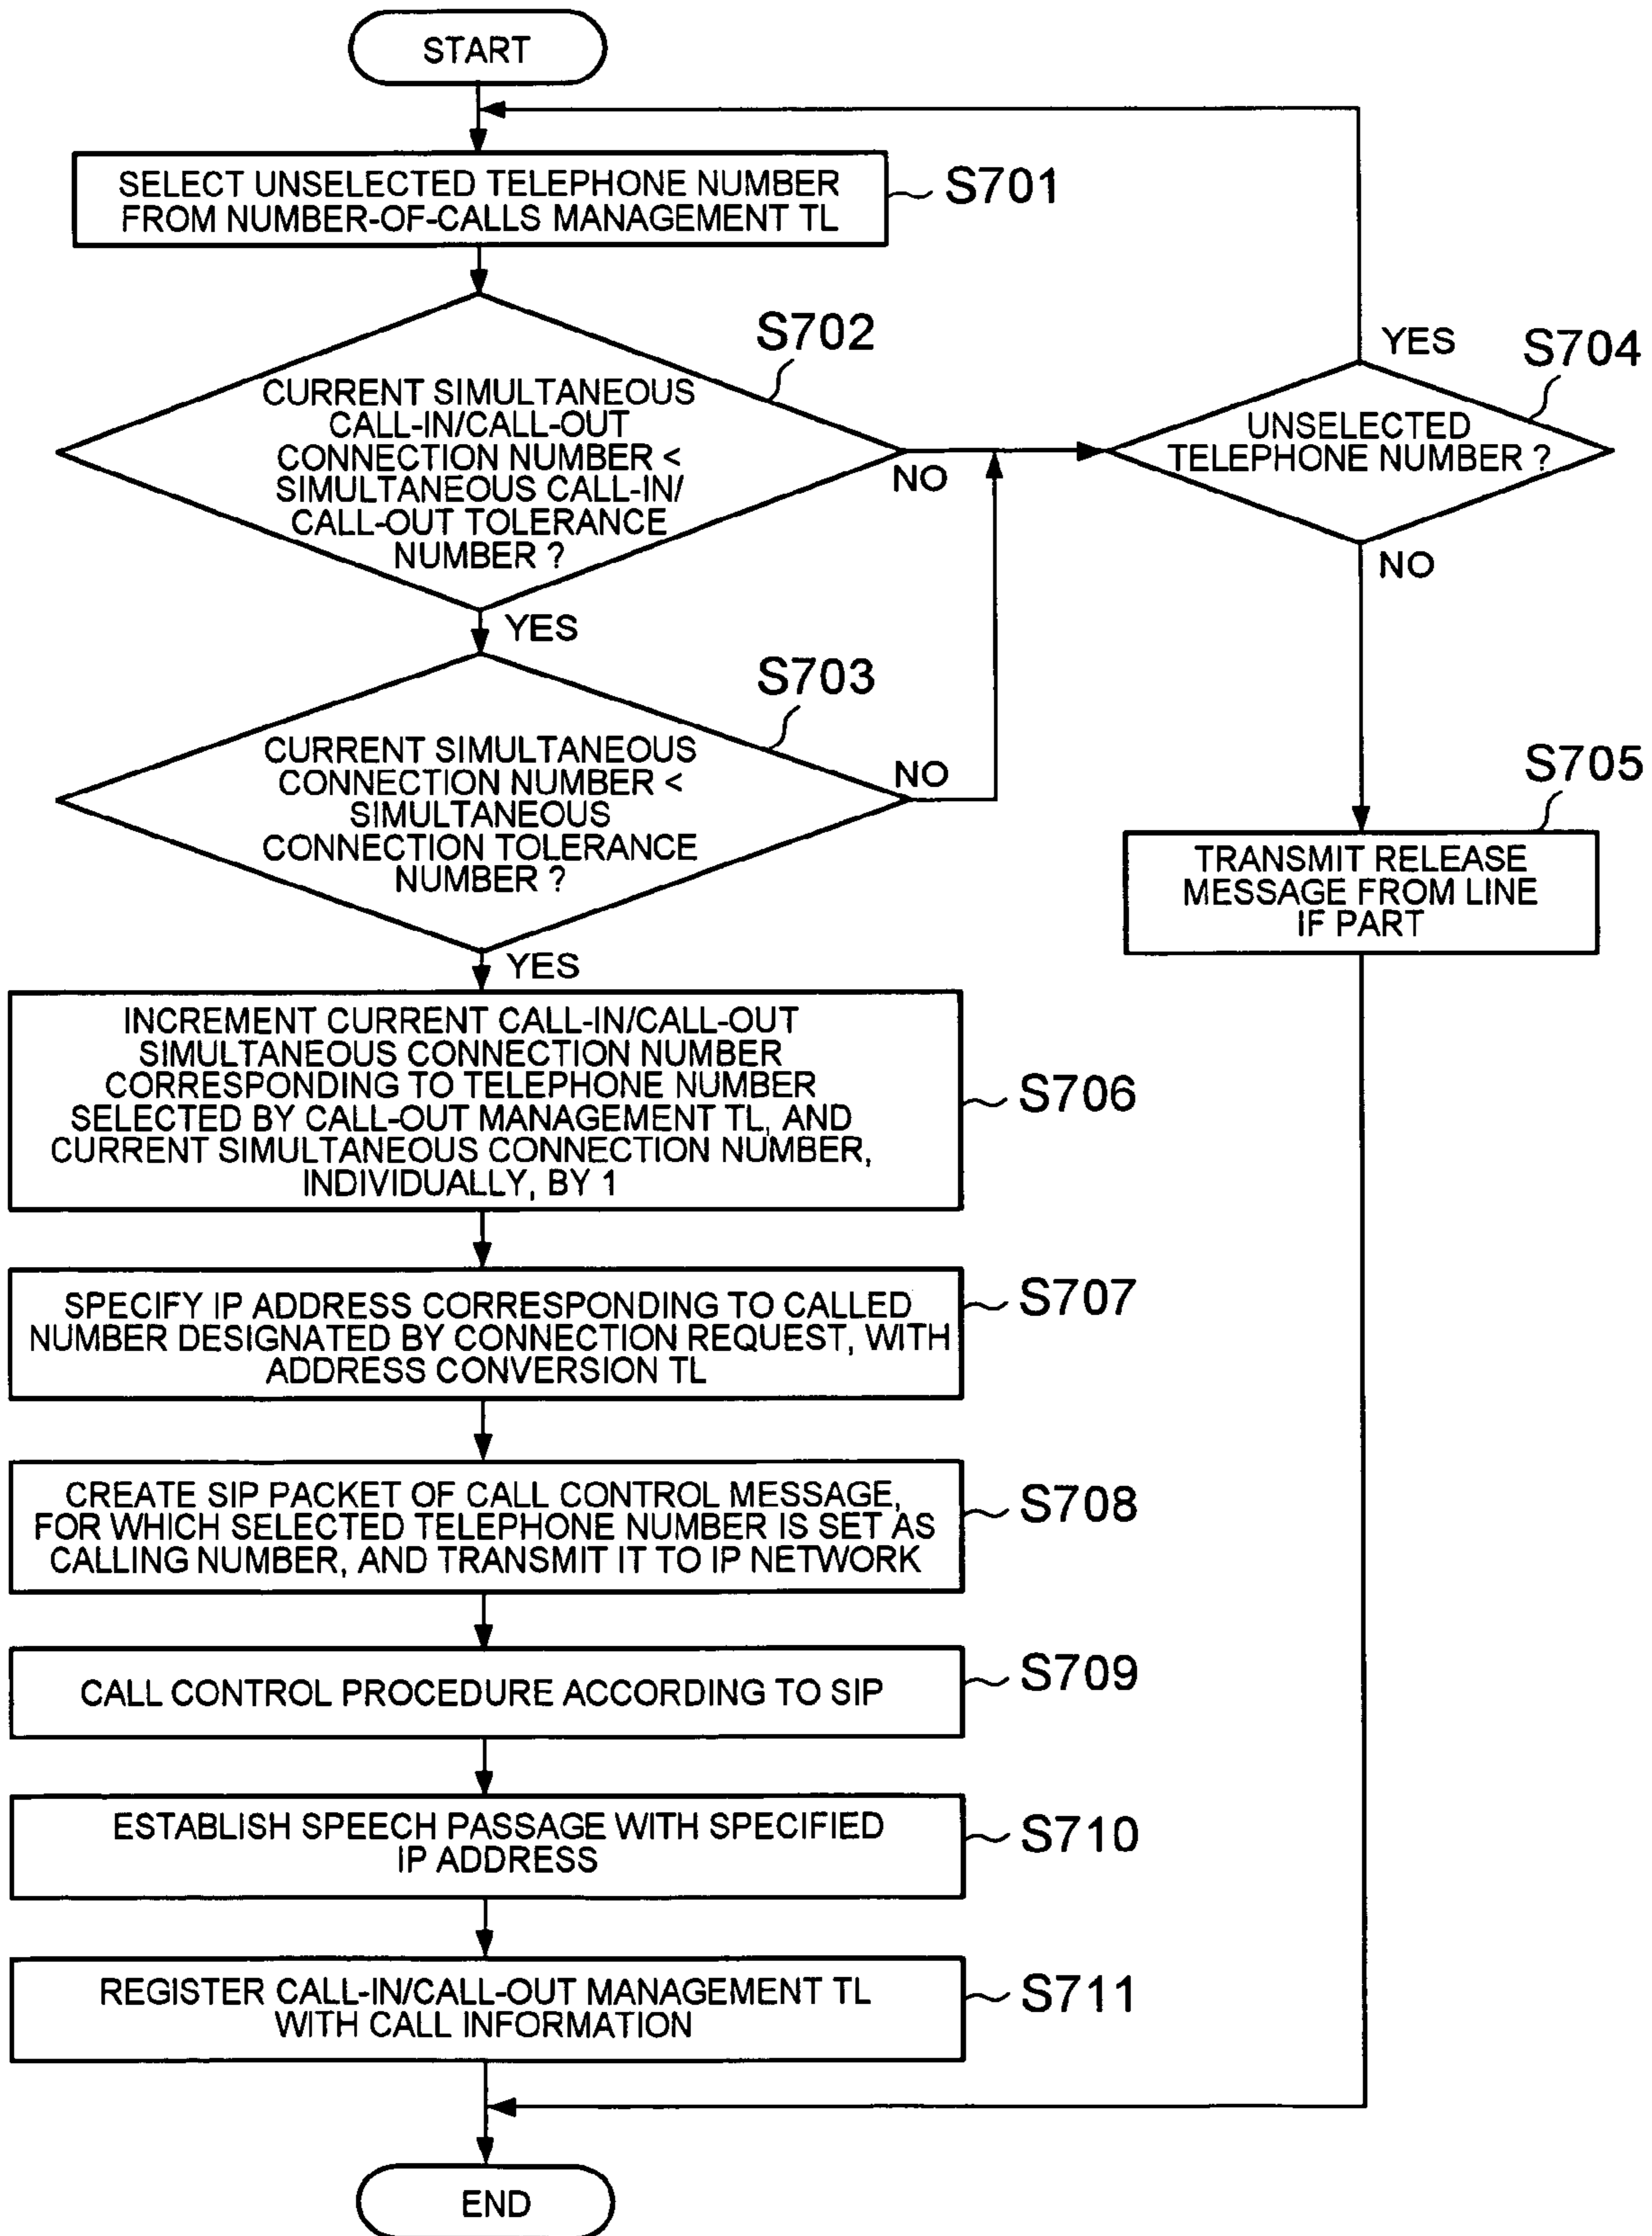 START
SELECT UNSELECTED TELEPHONE NUMBER
FROM NUMBER-OF-CALLS MANAGEMENT TL
S701
CURRENT SIMULTANEOUS
CALL-IN/CALL-OUT
CONNECTION NUMBER <
SIMULTANEOUS CALL-IN/
CALL-OUT TOLERANCE
NUMBER ?
S702
NO
YES
UNSELECTED
TELEPHONE NUMBER ?
S704
YES
NO
CURRENT SIMULTANEOUS
CONNECTION NUMBER <
SIMULTANEOUS
CONNECTION TOLERANCE
NUMBER ?
S703
NO
YES
TRANSMIT RELEASE
MESSAGE FROM LINE
IF PART
S705
INCREMENT CURRENT CALL-IN/CALL-OUT
SIMULTANEOUS CONNECTION NUMBER
CORRESPONDING TO TELEPHONE NUMBER
SELECTED BY CALL-OUT MANAGEMENT TL, AND
CURRENT SIMULTANEOUS CONNECTION NUMBER,
INDIVIDUALLY, BY 1
S706
SPECIFY IP ADDRESS CORRESPONDING TO CALLED
NUMBER DESIGNATED BY CONNECTION REQUEST, WITH
ADDRESS CONVERSION TL
S707
CREATE SIP PACKET OF CALL CONTROL MESSAGE,
FOR WHICH SELECTED TELEPHONE NUMBER IS SET AS
CALLING NUMBER, AND TRANSMIT IT TO IP NETWORK
S708
CALL CONTROL PROCEDURE ACCORDING TO SIP
S709
ESTABLISH SPEECH PASSAGE WITH SPECIFIED
IP ADDRESS
S710
REGISTER CALL-IN/CALL-OUT MANAGEMENT TL
WITH CALL INFORMATION
S711
END